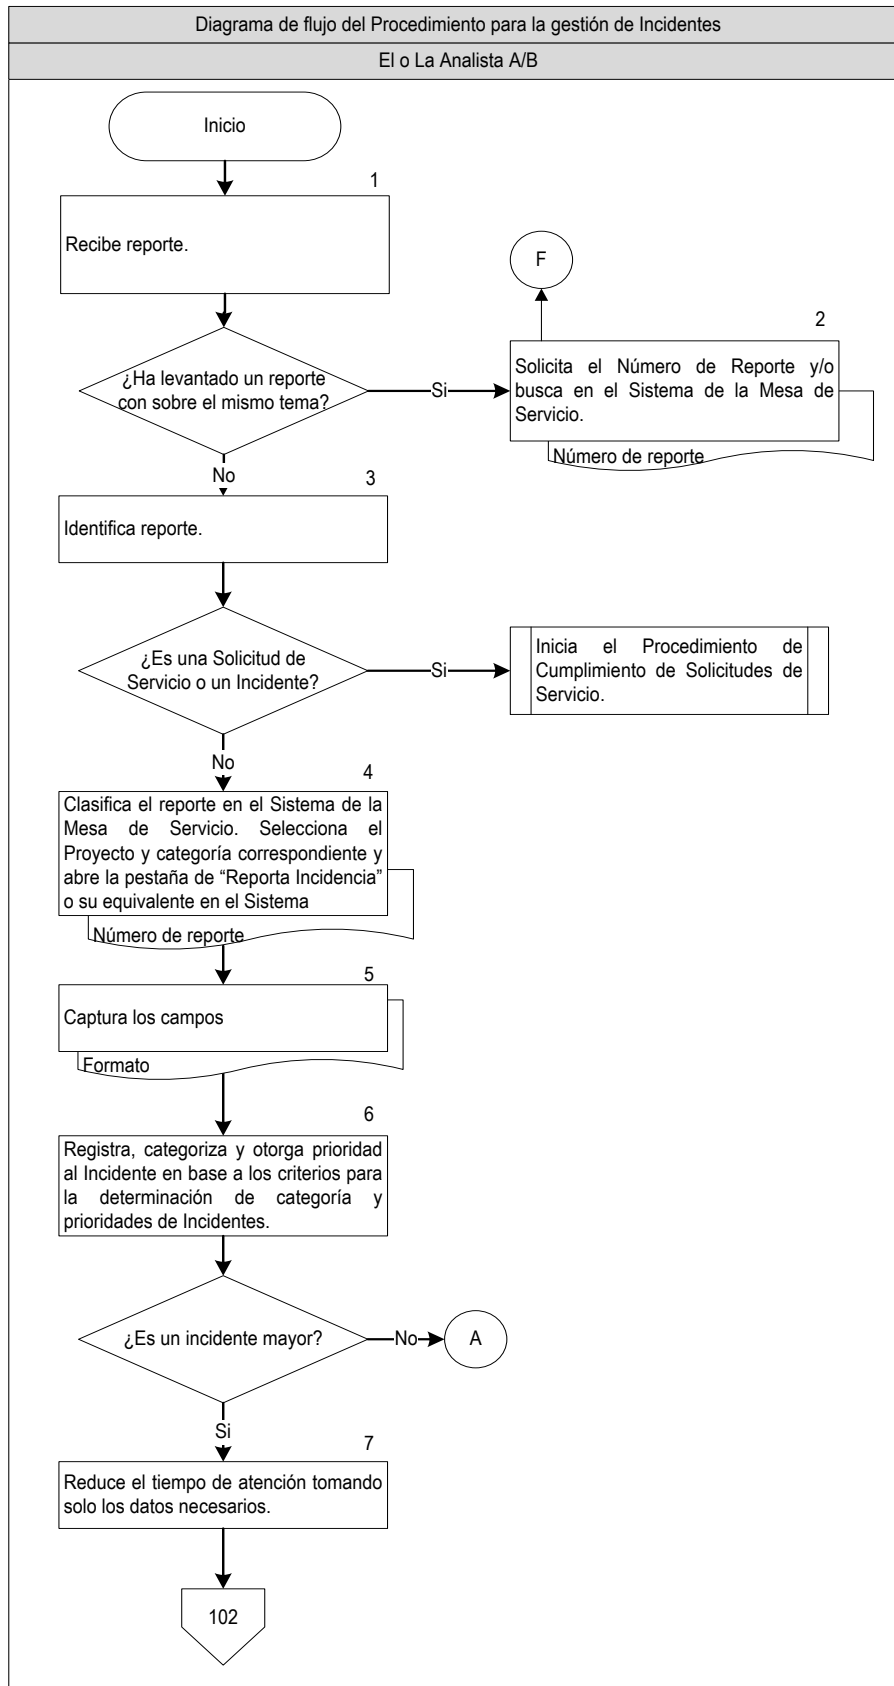 Diagrama de flujo del Procedimiento para la gestión de Incidentes
El o La Analista A/B
Inicio
1
Recibe reporte.
F
2
¿Ha levantado un reporte
con sobre el mismo tema?
Si
Solicita el Número de Reporte y/o
busca en el Sistema de la Mesa de
Servicio.
Número de reporte
No
3
Identifica reporte.
¿Es una Solicitud de
Servicio o un Incidente?
Si
Inicia el Procedimiento de
Cumplimiento de Solicitudes de
Servicio.
No
4
Clasifica el reporte en el Sistema de la
Mesa de Servicio. Selecciona el
Proyecto y categoría correspondiente y
abre la pestaña de “Reporta Incidencia”
o su equivalente en el Sistema
Número de reporte
5
Captura los campos
Formato
6
Registra, categoriza y otorga prioridad
al Incidente en base a los criterios para
la determinación de categoría y
prioridades de Incidentes.
¿Es un incidente mayor?
No
A
Si
7
Reduce el tiempo de atención tomando
solo los datos necesarios.
102